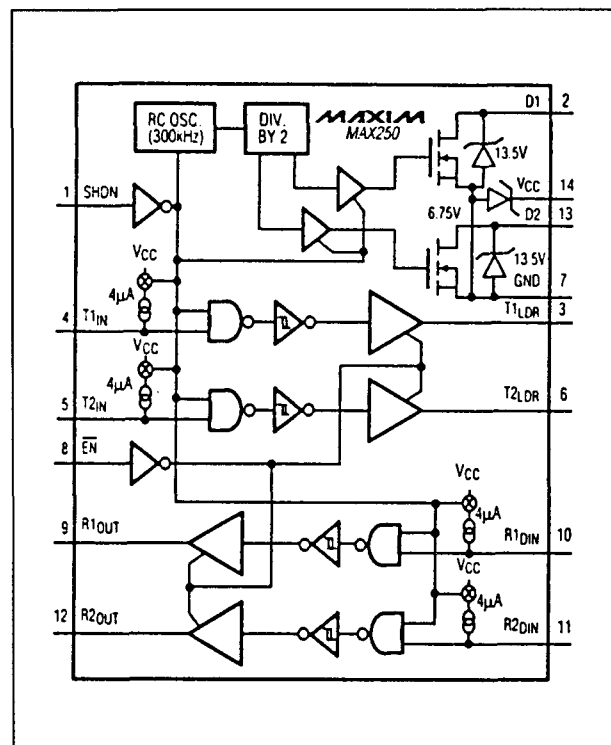 RC OSC.
(300kHz)
DIV.
BY 2
MAXIM
MAX250
D1 2
13.5V
1 SHDN
VCC 14
6.75V
D2 13
VCC
4μA
13.5V
GND 7
4 T1IN
T1LDR 3
VCC
4μA
5 T2IN
T2LDR 6
8 EN
VCC
4μA
9 R1OUT
R1DIN 10
VCC
4μA
12 R2OUT
R2DIN 11